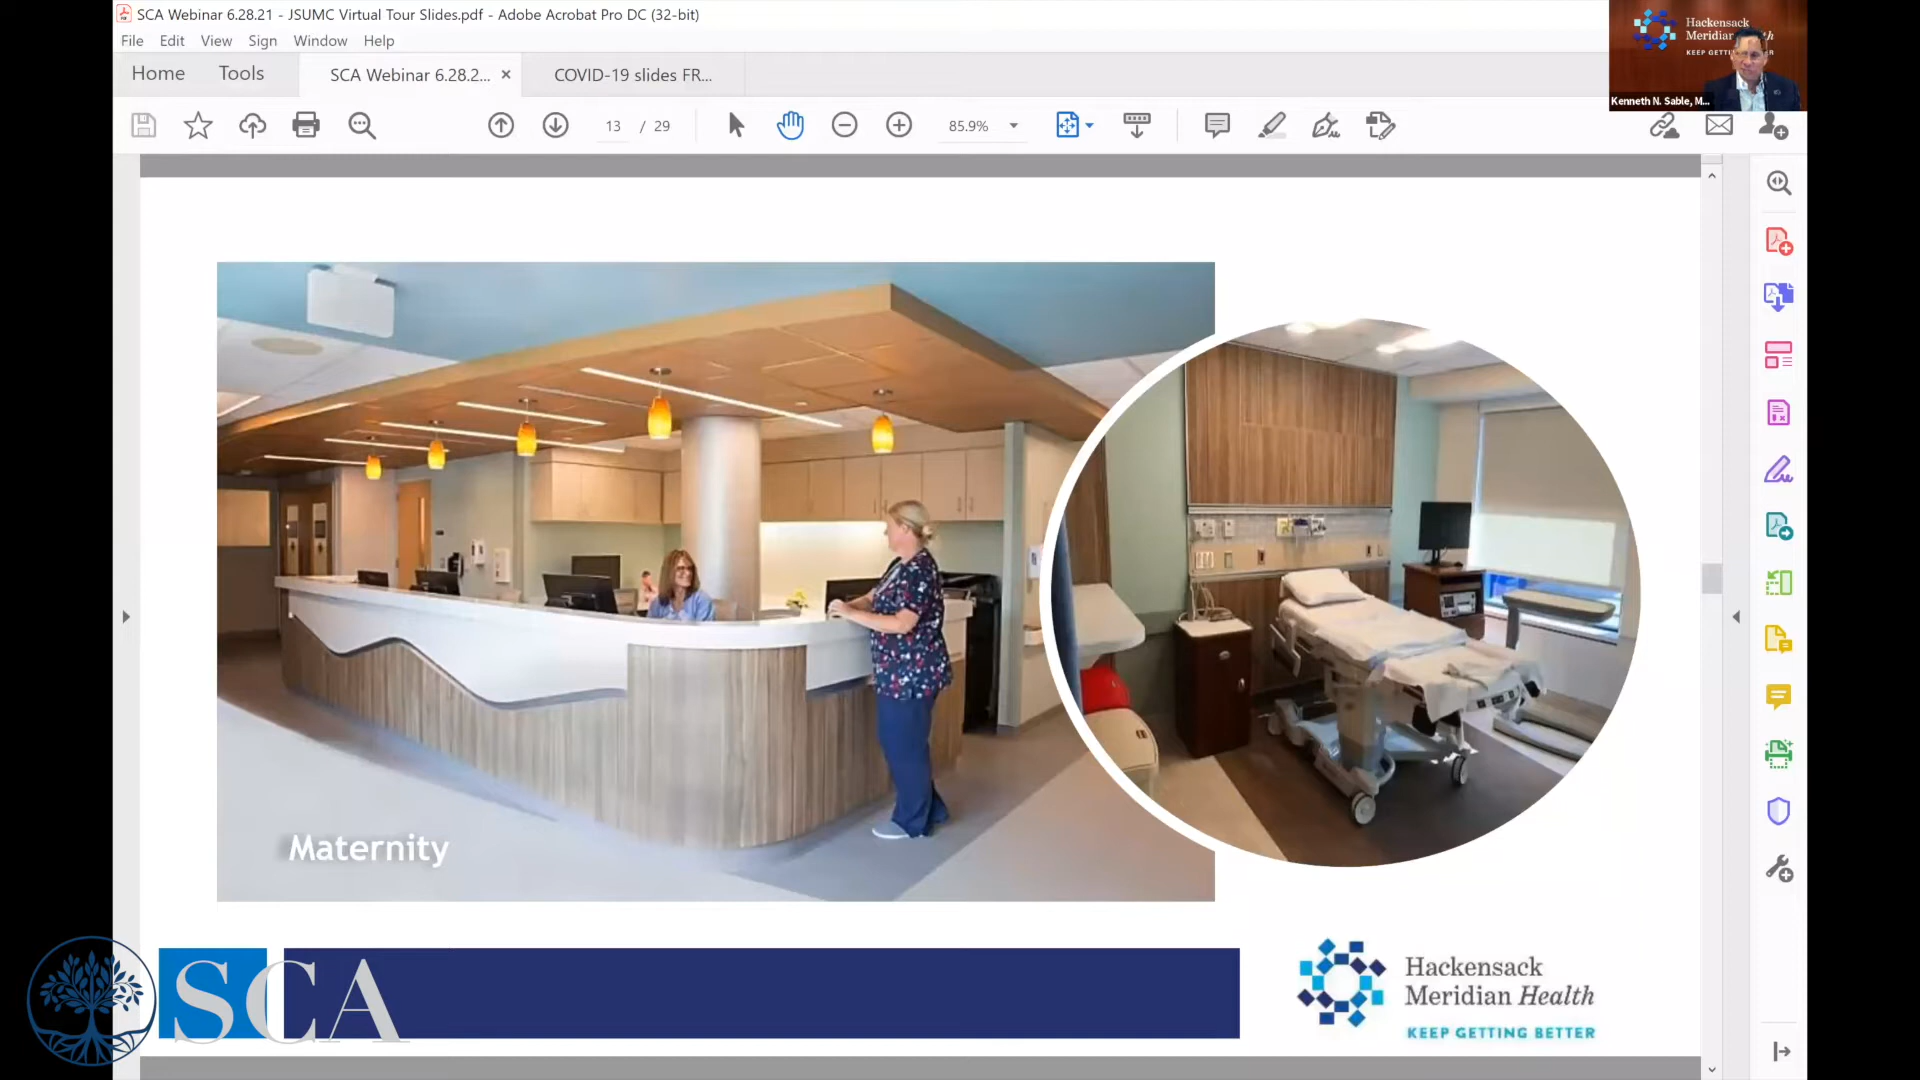 SCA Webinar 6.28.21 - JSUMC Virtual Tour Slides.pdf - Adobe Acrobat Pro DC (32-bit)
File Edit View Sign Window Help
Home Tools SCA Webinar 6.28.2... × COVID-19 slides FR...
13 / 29 85.9%
Hackensack
Meridian
KEEP
Kenneth N. Sable, M...
Maternity
SCA
Hackensack
Meridian Health
KEEP GETTING BETTER